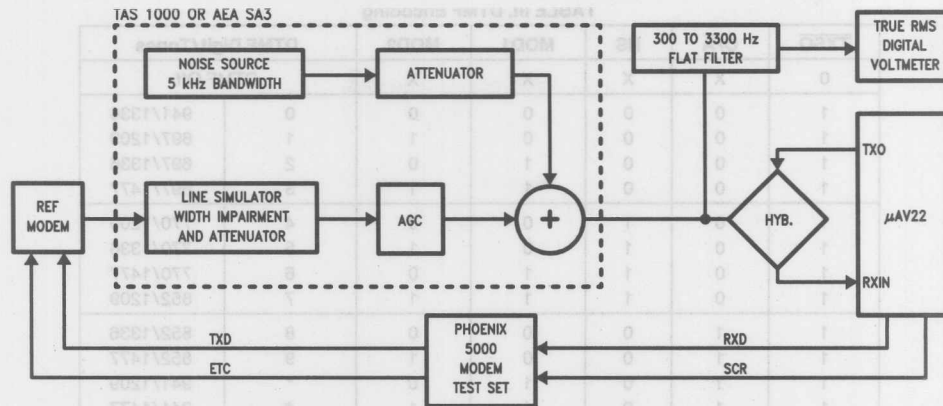 TAS 1000 OR AEA SA3
NOISE SOURCE
5 kHz BANDWIDTH
ATTENUATOR
300 TO 3300 Hz
FLAT FILTER
TRUE RMS
DIGITAL
VOLTMETER
REF
MODEM
LINE SIMULATOR
WIDTH IMPAIRMENT
AND ATTENUATOR
AGC
+
HYB.
TXO
μAV22
RXIN
TXD
ETC
PHOENIX
5000
MODEM
TEST SET
RXD
SCR